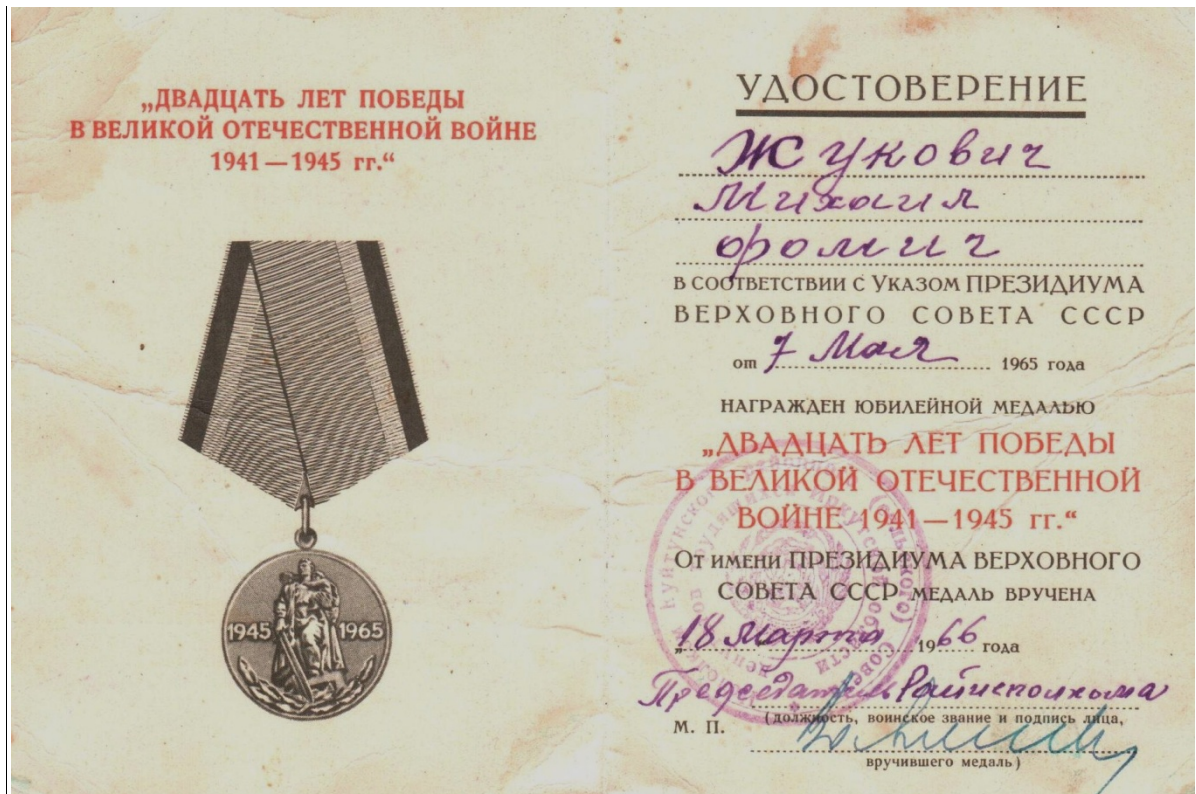 „ДВАДЦАТЬ ЛЕТ ПОБЕДЫ
В ВЕЛИКОЙ ОТЕЧЕСТВЕННОЙ ВОЙНЕ
1941—1945 гг.“
1945 1965
УДОСТОВЕРЕНИЕ
Жукович
Михаил
Фомич
В СООТВЕТСТВИИ С УКАЗОМ ПРЕЗИДИУМА
ВЕРХОВНОГО СОВЕТА СССР
от 7 Мая 1965 года
НАГРАЖДЕН ЮБИЛЕЙНОЙ МЕДАЛЬЮ
„ДВАДЦАТЬ ЛЕТ ПОБЕДЫ
В ВЕЛИКОЙ ОТЕЧЕСТВЕННОЙ
ВОЙНЕ 1941—1945 гг.“
ОТ ИМЕНИ ПРЕЗИДИУМА ВЕРХОВНОГО
СОВЕТА СССР МЕДАЛЬ ВРУЧЕНА
„18 Марта 1966 года
Председатель Райисполкома
М. П. (должность, воинское звание и подпись лица,
вручившего медаль)